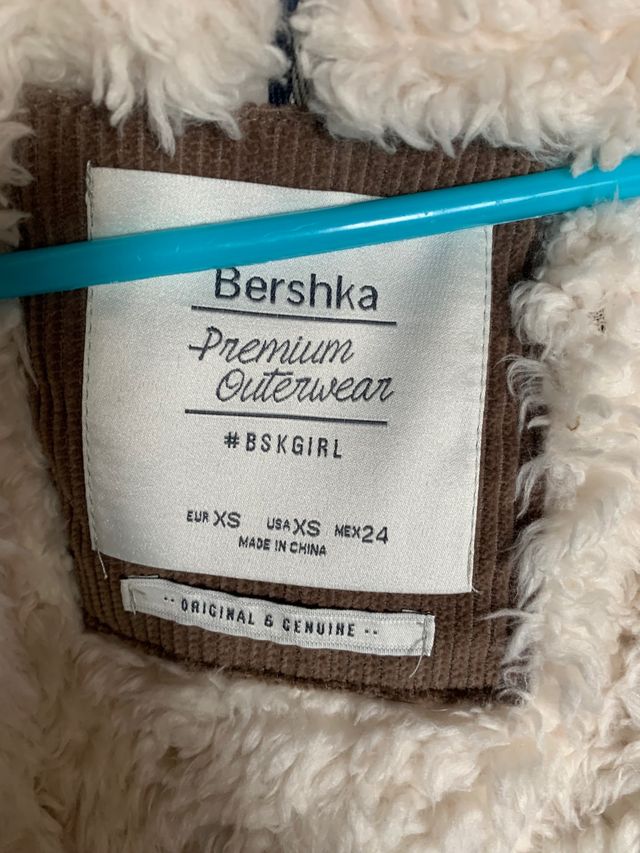 Bershka
Premium
Outerwear
#BSKGIRL
EUR XS USA XS MEX 24
MADE IN CHINA
-- ORIGINAL & GENUINE --